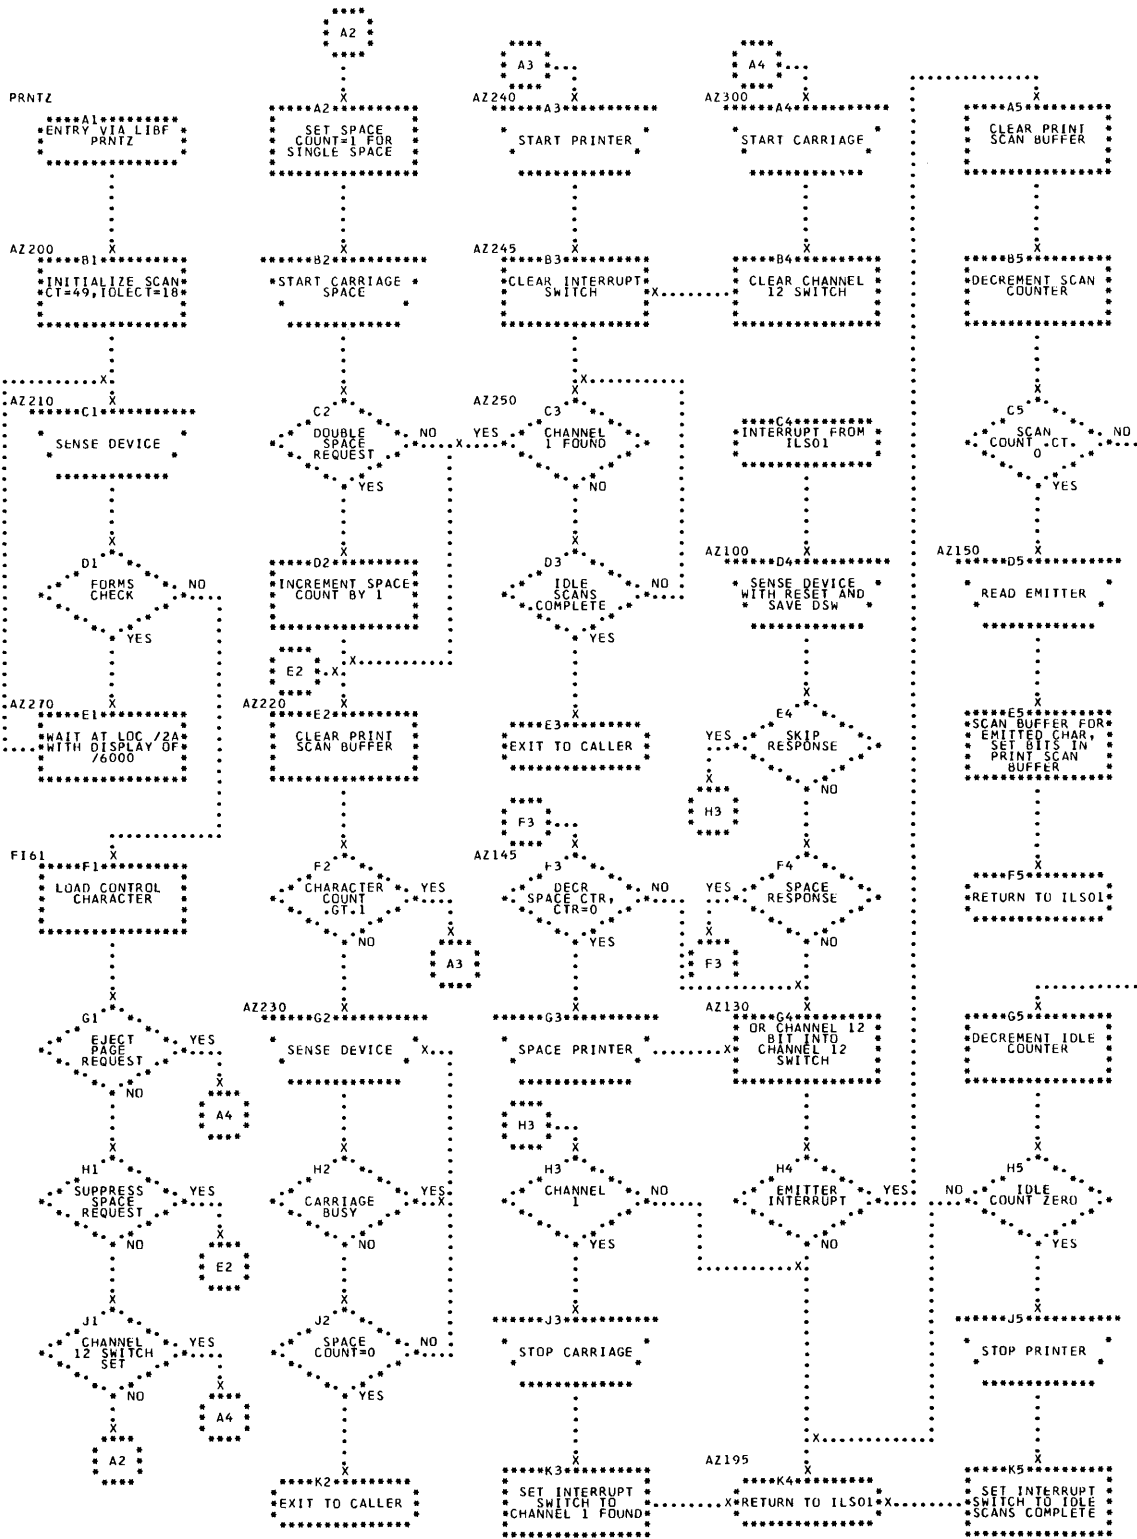 A2
A3
A4
PRNTZ
A1
ENTRY VIA LIBF
PRNTZ
A2
SET SPACE
COUNT=1 FOR
SINGLE SPACE
AZ240
A3
START PRINTER
AZ300
A4
START CARRIAGE
A5
CLEAR PRINT
SCAN BUFFER
AZ200
B1
INITIALIZE SCAN
CT=49,IOLECT=18
B2
START CARRIAGE
SPACE
AZ245
B3
CLEAR INTERRUPT
SWITCH
B4
CLEAR CHANNEL
12 SWITCH
B5
DECREMENT SCAN
COUNTER
AZ210
C1
SENSE DEVICE
C2
DOUBLE
SPACE
REQUEST
NO
YES
AZ250
YES
C3
CHANNEL
1 FOUND
NO
C4
INTERRUPT FROM
ILS01
C5
SCAN
COUNT .CT.
0
NO
YES
D1
FORMS
CHECK
NO
YES
D2
INCREMENT SPACE
COUNT BY 1
D3
IDLE
SCANS
COMPLETE
NO
YES
AZ100
D4
SENSE DEVICE
WITH RESET AND
SAVE DSW
AZ150
D5
READ EMITTER
E2
AZ270
E1
WAIT AT LOC /2A
WITH DISPLAY OF
/6000
AZ220
E2
CLEAR PRINT
SCAN BUFFER
E3
EXIT TO CALLER
E4
SKIP
RESPONSE
YES
NO
H3
E5
SCAN BUFFER FOR
EMITTED CHAR,
SET BITS IN
PRINT SCAN
BUFFER
F3
FI61
F1
LOAD CONTROL
CHARACTER
F2
CHARACTER
COUNT
.GT.1
YES
NO
A3
AZ145
F3
DECR
SPACE CTR,
CTR=0
NO
YES
F4
SPACE
RESPONSE
YES
NO
F3
F5
RETURN TO ILS01
G1
EJECT
PAGE
REQUEST
YES
NO
A4
AZ230
G2
SENSE DEVICE
G3
SPACE PRINTER
AZ130
G4
OR CHANNEL 12
BIT INTO
CHANNEL 12
SWITCH
G5
DECREMENT IDLE
COUNTER
H3
H1
SUPPRESS
SPACE
REQUEST
YES
NO
E2
H2
CARRIAGE
BUSY
YES
NO
H3
CHANNEL
1
NO
YES
H4
EMITTER
INTERRUPT
YES
NO
H5
IDLE
COUNT ZERO
NO
YES
J1
CHANNEL
12 SWITCH
SET
YES
NO
A4
A2
J2
SPACE
COUNT=0
NO
YES
J3
STOP CARRIAGE
J5
STOP PRINTER
K2
EXIT TO CALLER
K3
SET INTERRUPT
SWITCH TO
CHANNEL 1 FOUND
AZ195
K4
RETURN TO ILS01
K5
SET INTERRUPT
SWITCH TO IDLE
SCANS COMPLETE